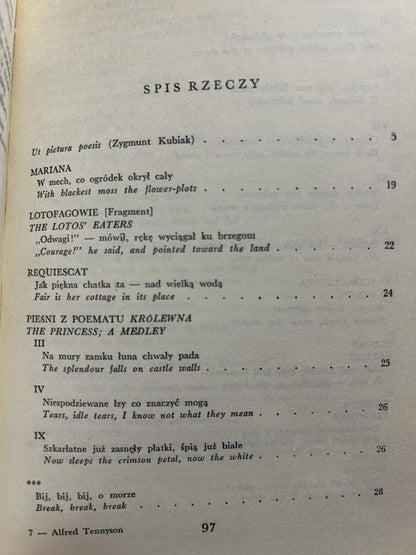 SPIS RZECZY
Ut pictura poesis (Zygmunt Kubiak) . . . . . . . . 5
MARIANA
W mech, co ogródek okrył cały
With blackest moss the flower-plots . . . . . . . . 19
LOTOFAGOWIE [Fragment]
THE LOTOS' EATERS
„Odwagi!” — mówił, rękę wyciągał ku brzegom
„Courage!” he said, and pointed toward the land . . . . . 22
REQUIESCAT
Jak piękna chatka ta — nad wielką wodą
Fair is her cottage in its place . . . . . . . . 24
PIEŚNI Z POEMATU KRÓLEWNA
THE PRINCESS; A MEDLEY
III
Na mury zamku łuna chwały pada
The splendour falls on castle walls . . . . . . . . 25
IV
Niespodziewane łzy co znaczyć mogą
Tears, idle tears, I know not what they mean . . . . . . 26
IX
Szkarłatne już zasnęły płatki, śpią już białe
Now sleeps the crimson petal, now the white . . . . . . 26
***
Bij, bij, bij, o morze
Break, break, break . . . . . . . . . . . 28
7 — Alfred Tennyson
97